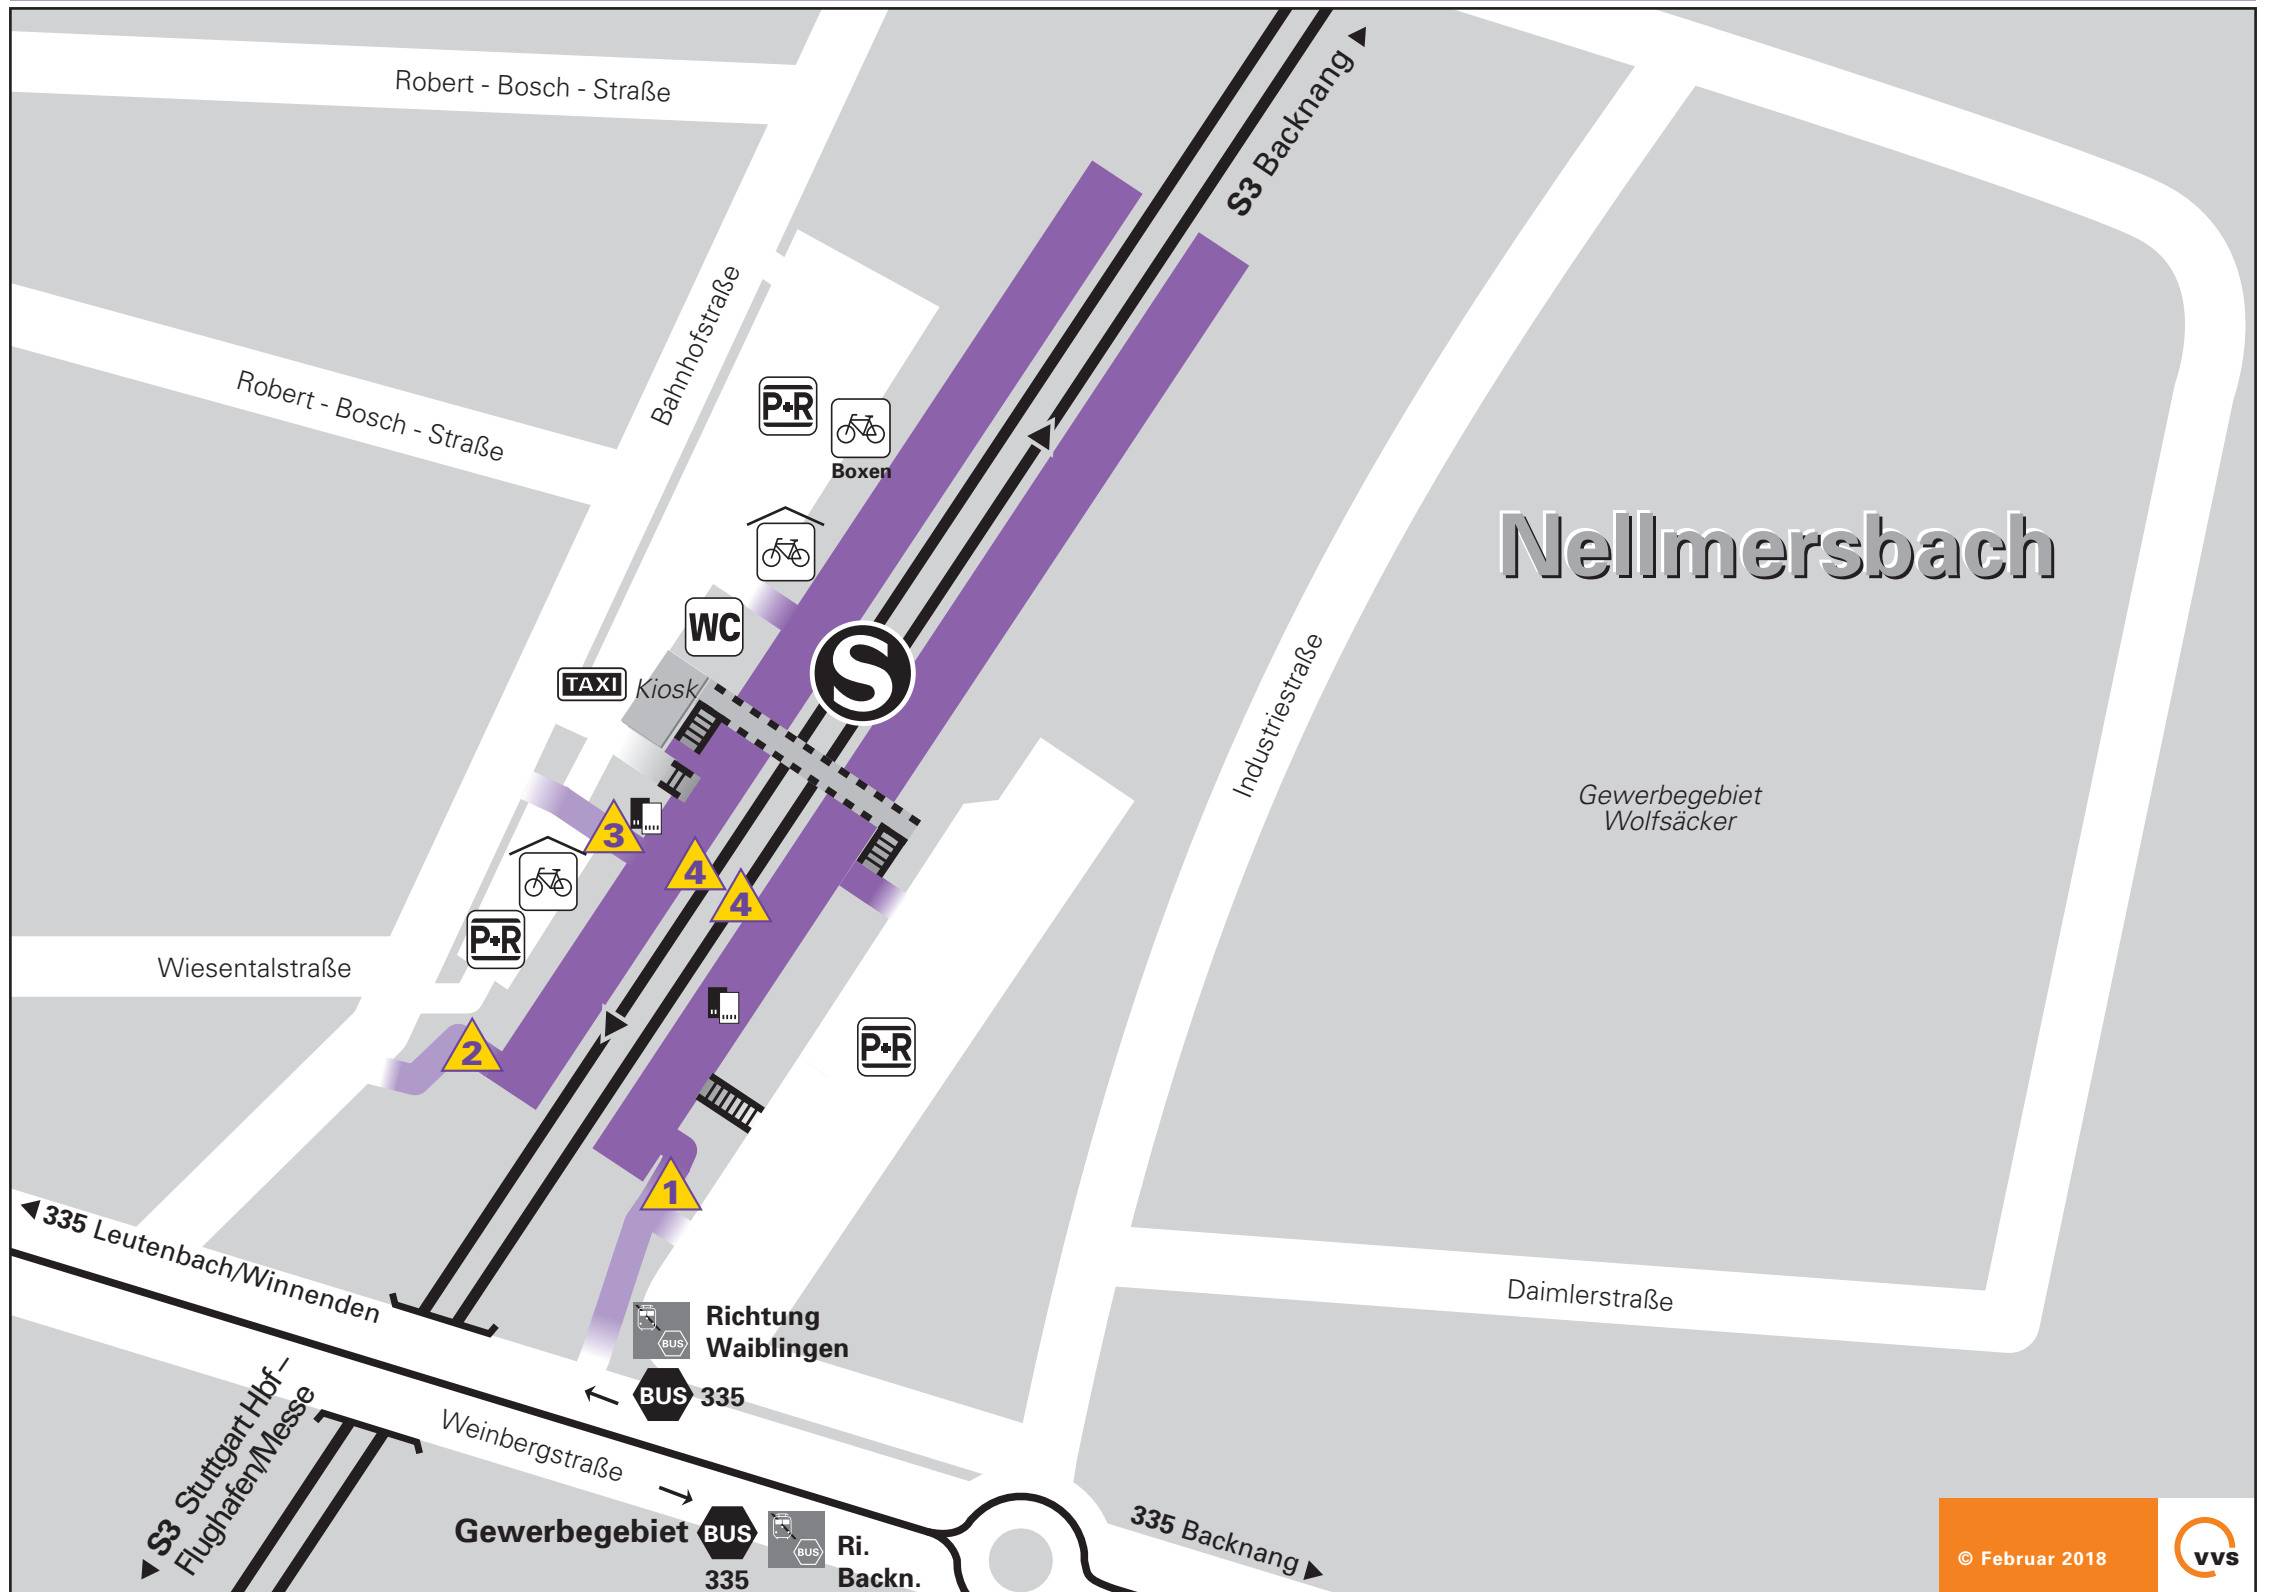 Robert - Bosch - Straße
S3 Backnang
Bahnhofstraße
Robert - Bosch - Straße
P+R
Boxen
Nellmersbach
WC
S
TAXI
Kiosk
Industriestraße
Gewerbegebiet
Wolfsäcker
3
4
4
P+R
Wiesentalstraße
2
P+R
1
335 Leutenbach/Winnenden
Daimlerstraße
BUS
Richtung
Waiblingen
BUS 335
S3 Stuttgart Hbf –
Flughafen/Messe
Weinbergstraße
Gewerbegebiet BUS
335
BUS
Ri.
Backn.
335 Backnang
© Februar 2018
vvs